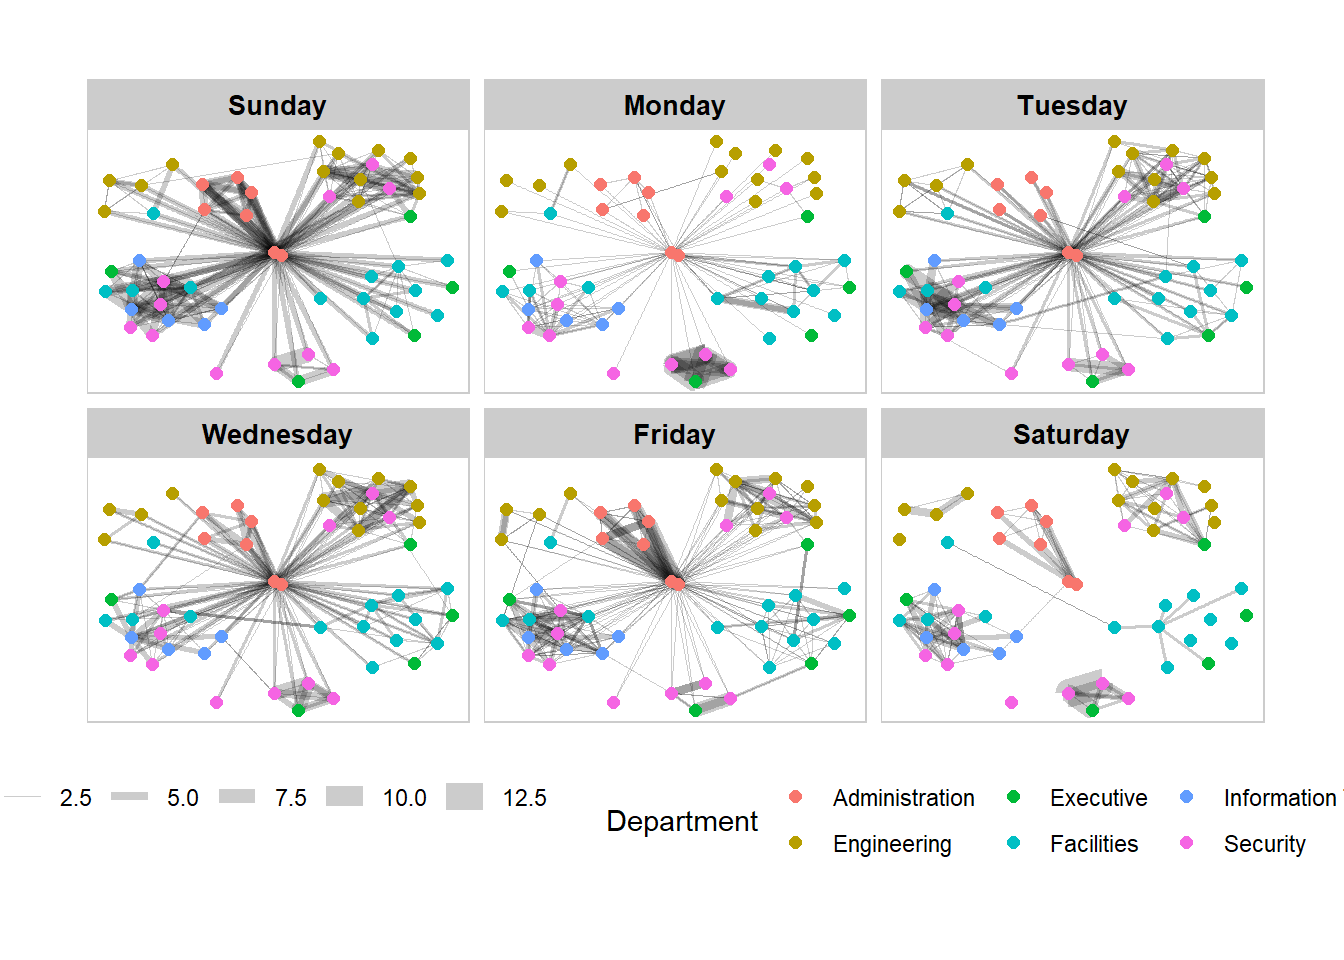 Sunday Monday Tuesday
Wednesday Friday Saturday
2.5 5.0 7.5 10.0 12.5
Department
Administration Executive Information
Engineering Facilities Security